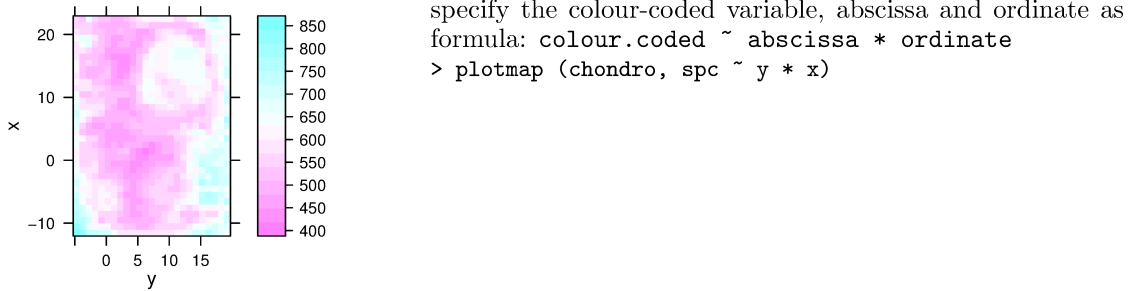 specify the colour-coded variable, abscissa and ordinate as
formula: colour.coded ~ abscissa * ordinate
> plotmap (chondro, spc ~ y * x)
20
10
0
−10
x
0 5 10 15
y
850
800
750
700
650
600
550
500
450
400